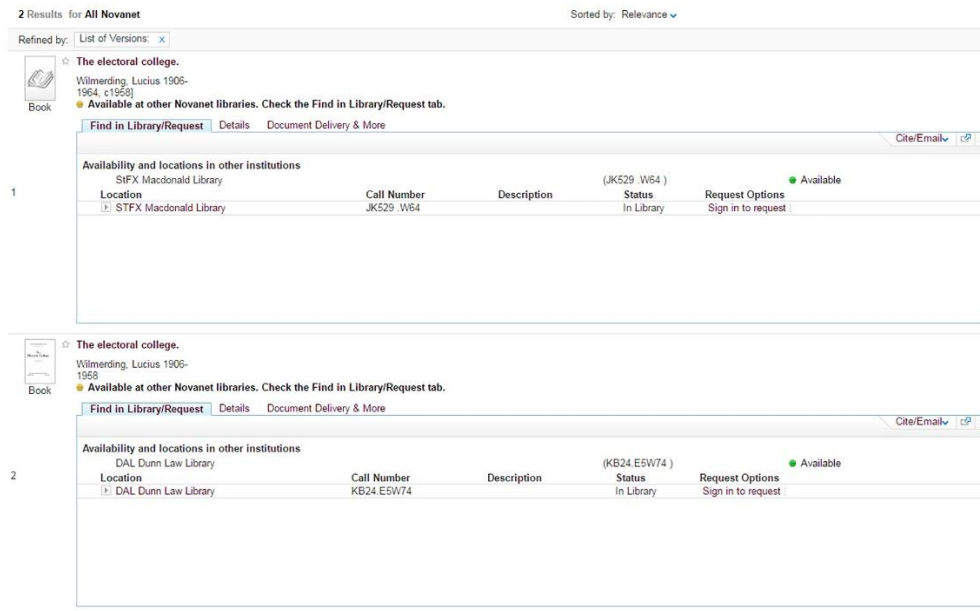 2 Results for All Novanet Sorted by: Relevance
Refined by: List of Versions: x
The electoral college.
Wilmerding, Lucius 1906-
1964, c1958]
Book Available at other Novanet libraries. Check the Find in Library/Request tab.
Find in Library/Request Details Document Delivery & More
Cite/Email
Availability and locations in other institutions
StFX Macdonald Library (JK529 .W64 ) Available
1
Location Call Number Description Status Request Options
STFX Macdonald Library JK529 .W64 In Library Sign in to request
The electoral college.
Wilmerding, Lucius 1906-
1958
Book Available at other Novanet libraries. Check the Find in Library/Request tab.
Find in Library/Request Details Document Delivery & More
Cite/Email
Availability and locations in other institutions
DAL Dunn Law Library (KB24.E5W74 ) Available
2
Location Call Number Description Status Request Options
DAL Dunn Law Library KB24.E5W74 In Library Sign in to request